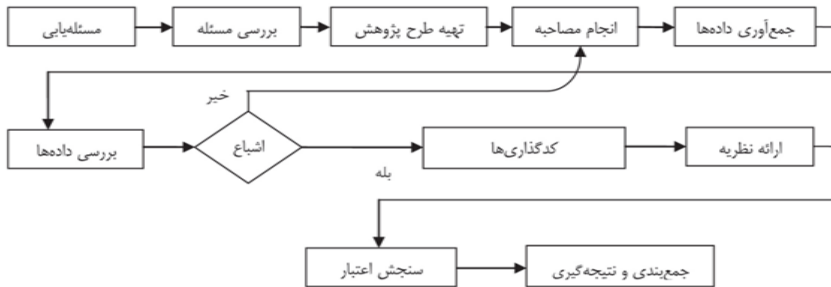 مسئله‌یابی
بررسی مسئله
تهیه طرح پژوهش
انجام مصاحبه
جمع‌آوری داده‌ها
خیر
بررسی داده‌ها
اشباع
بله
کدگذاری‌ها
ارائه نظریه
سنجش اعتبار
جمع‌بندی و نتیجه‌گیری